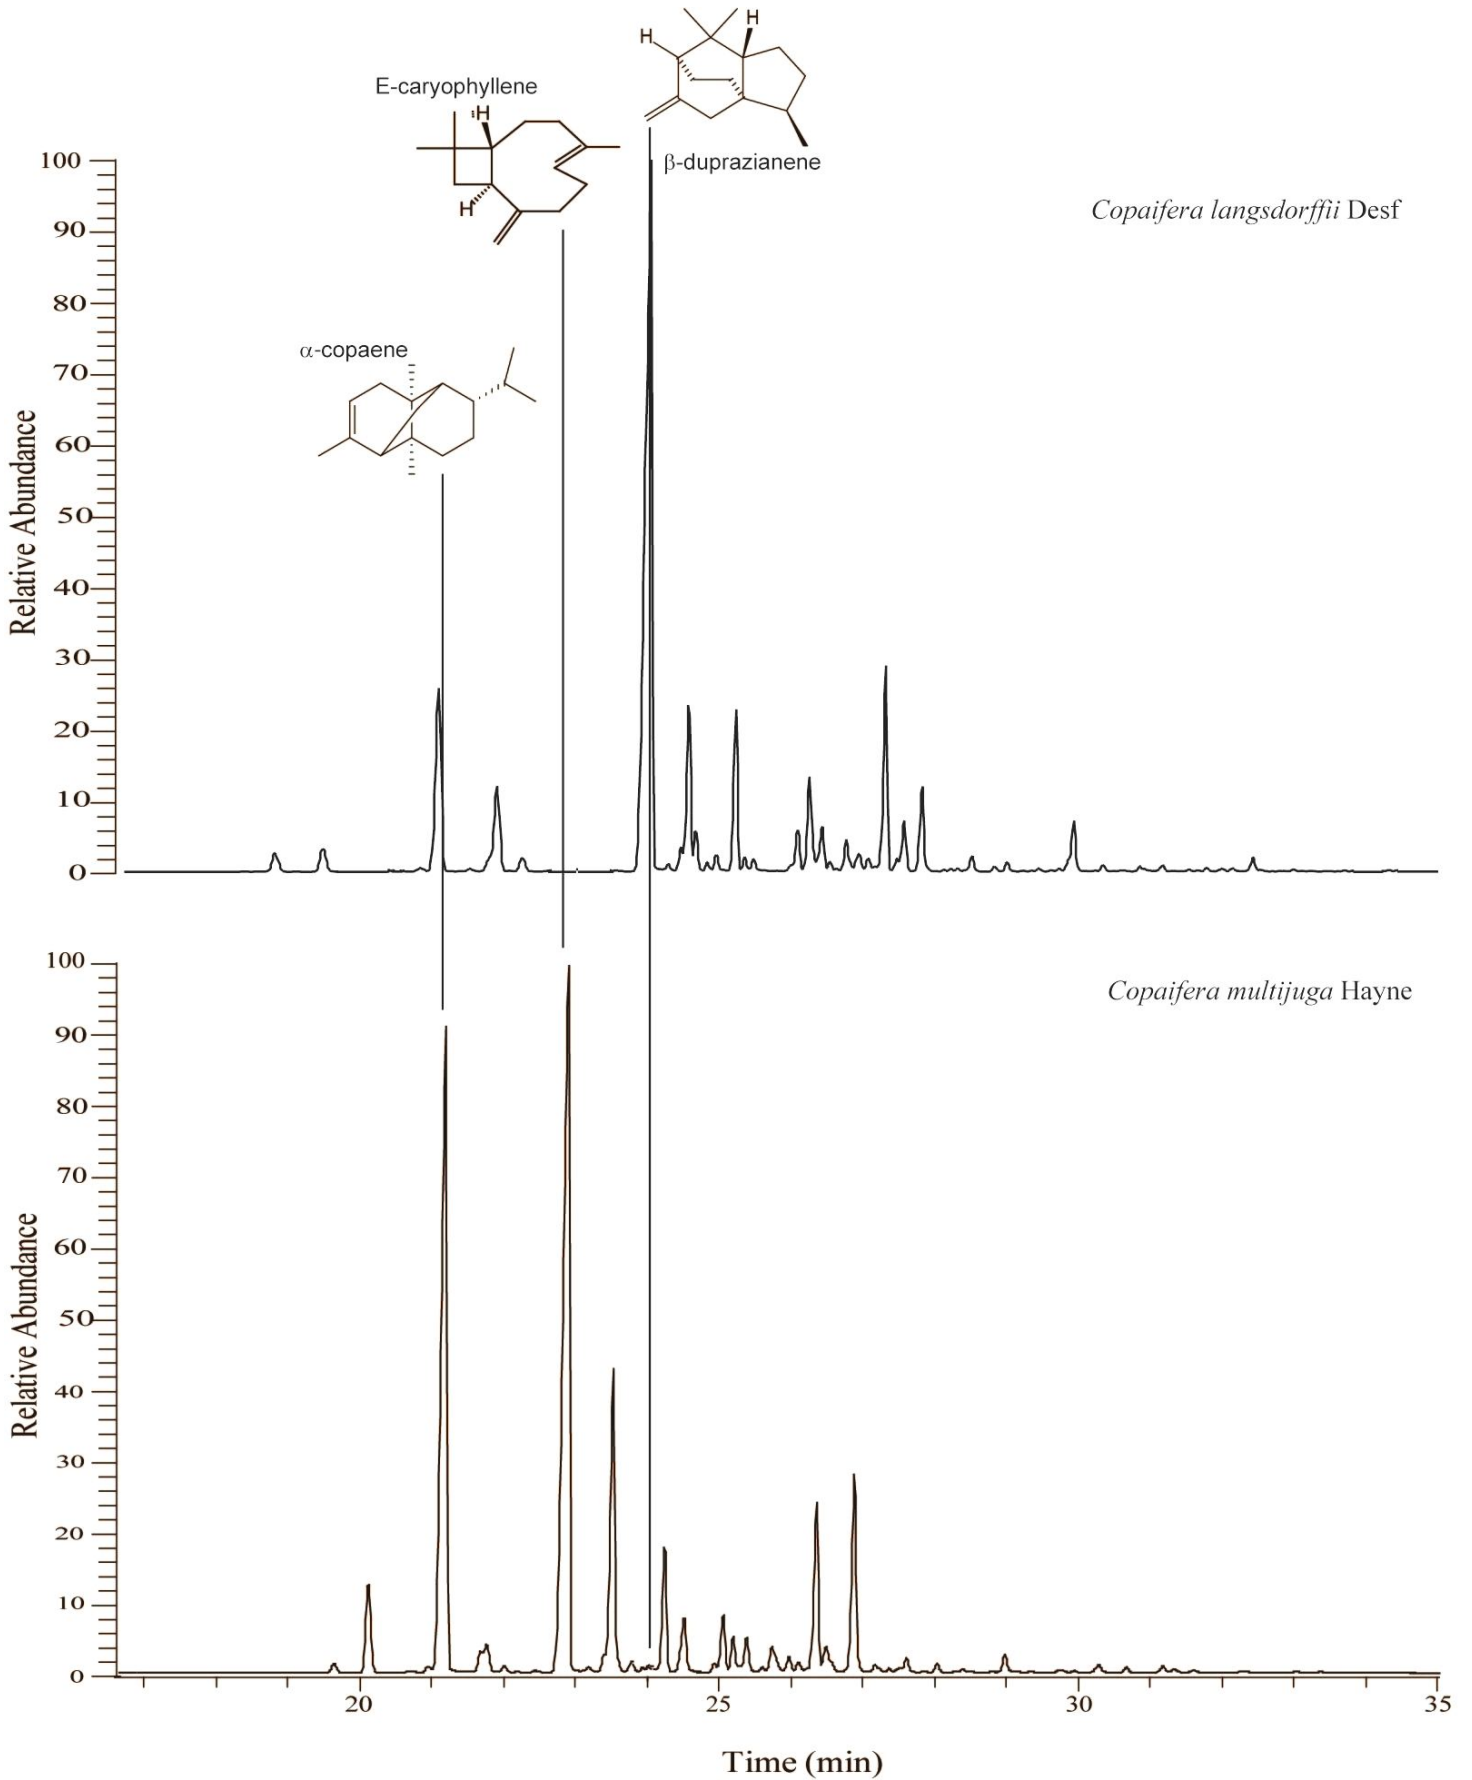 H
H
E-caryophyllene
H
β-duprazianene
H
Copaifera langsdorffii Desf
α-copaene
Relative Abundance
100
90
80
70
60
50
40
30
20
10
0
Copaifera multijuga Hayne
Relative Abundance
100
90
80
70
60
50
40
30
20
10
0
20 25 30 35
Time (min)